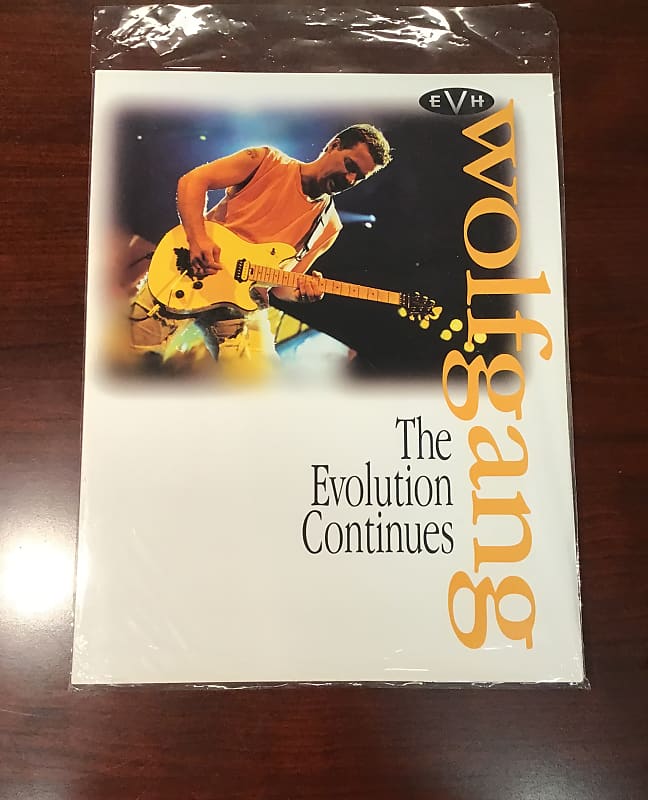 EVH
wolfgang
The
Evolution
Continues